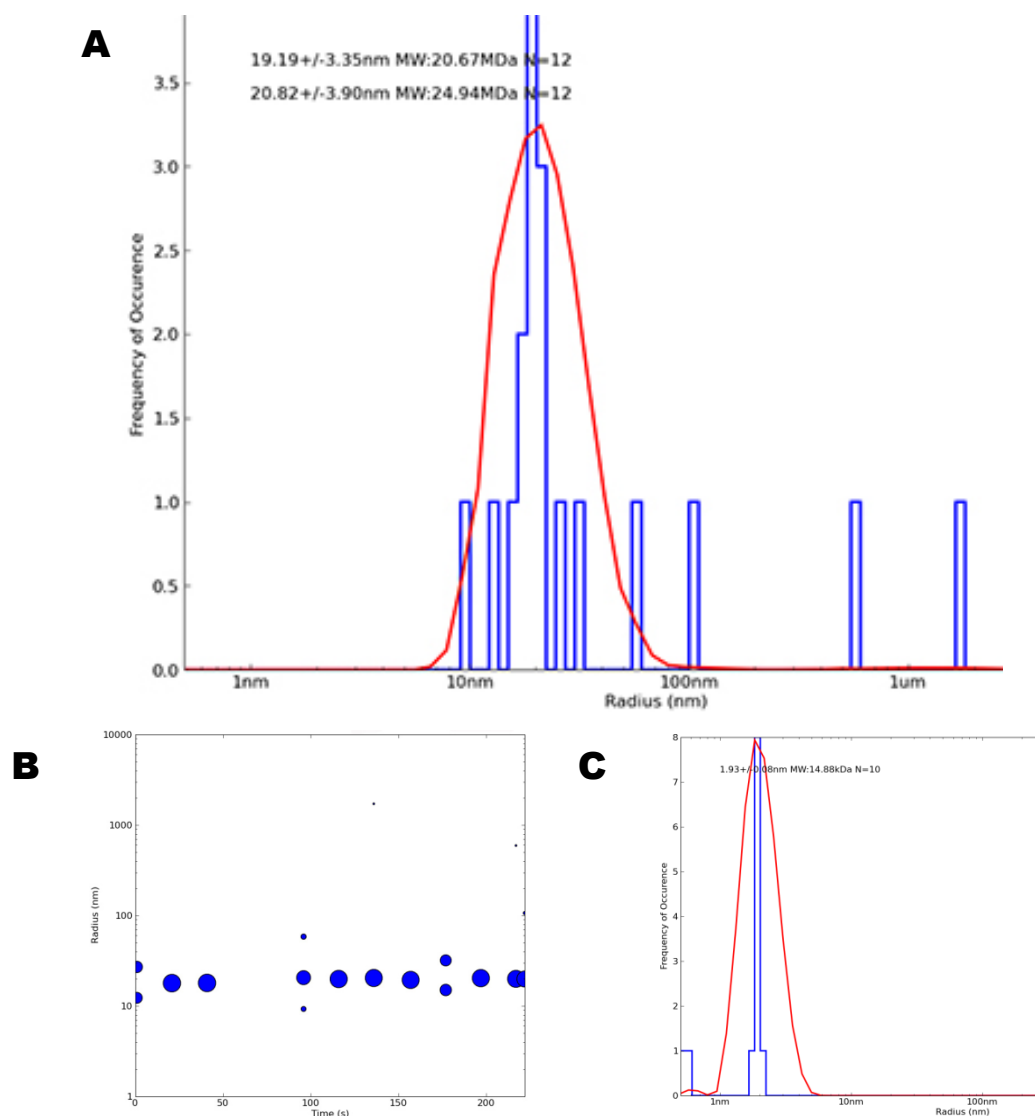 A
19.19+/-3.35nm MW:20.67MDa N=12
20.82+/-3.90nm MW:24.94MDa N=12
3.5
3.0
2.5
2.0
1.5
1.0
0.5
0.0
Frequency of Occurence
1nm 10nm 100nm 1um
Radius (nm)
B
10000
1000
100
10
1
Radius (nm)
0 50 100 150 200
Time (s)
C
1.93+/-0.08nm MW:14.88kDa N=10
8
7
6
5
4
3
2
1
0
Frequency of Occurence
1nm 10nm 100nm
Radius (nm)